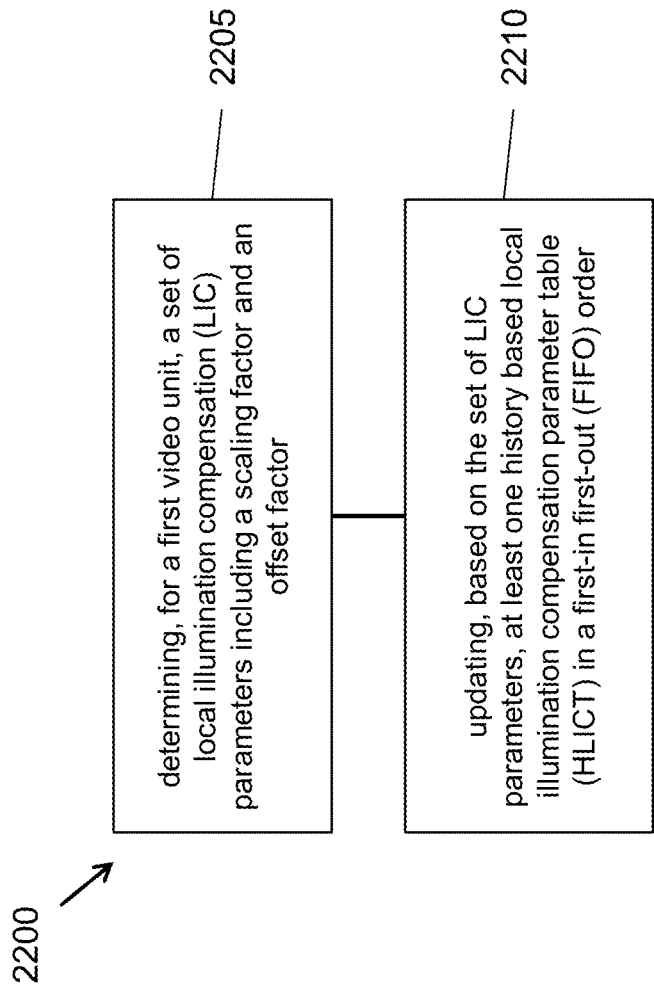 2200
determining, for a first video unit, a set of
local illumination compensation (LIC)
parameters including a scaling factor and an
offset factor
2205
updating, based on the set of LIC
parameters, at least one history based local
illumination compensation parameter table
(HLICT) in a first-in first-out (FIFO) order
2210